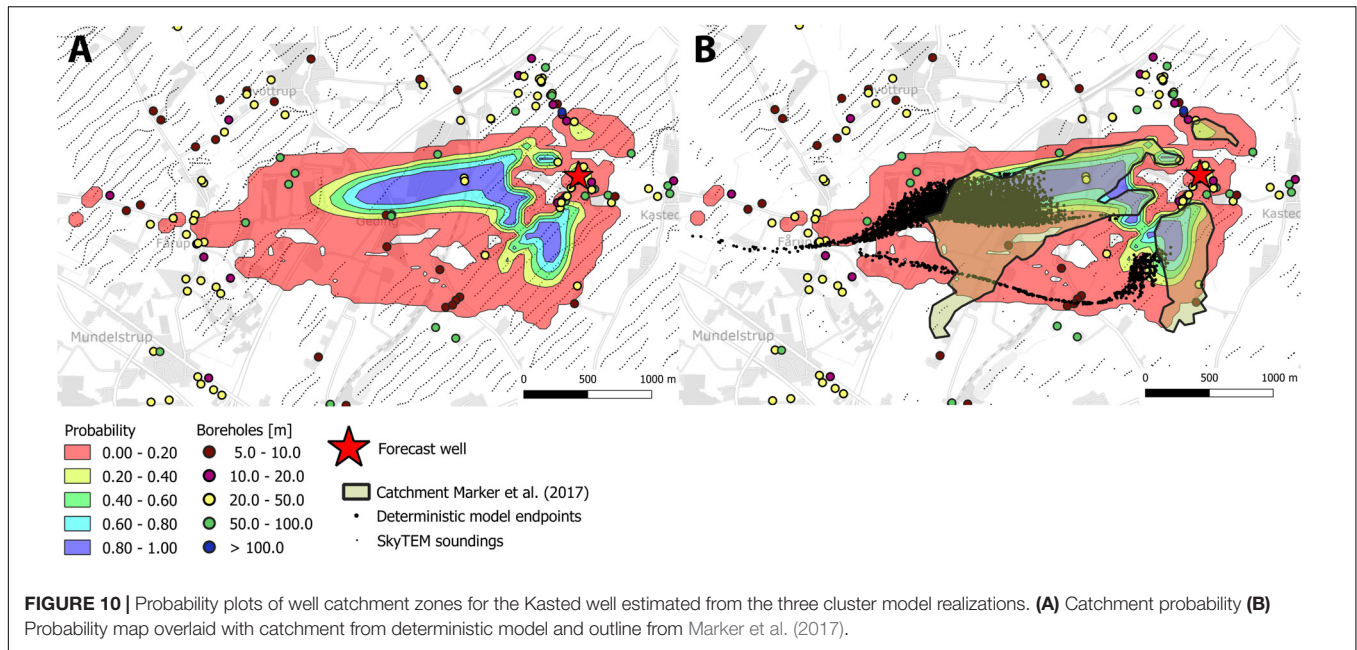 A
B
Mundelstrup
Fårup
Geding
Kasted
0 500 1000 m
Mundelstrup
Fårup
Kasted
0 500 1000 m
Probability
0.00 - 0.20
0.20 - 0.40
0.40 - 0.60
0.60 - 0.80
0.80 - 1.00
Boreholes [m]
5.0 - 10.0
10.0 - 20.0
20.0 - 50.0
50.0 - 100.0
> 100.0
Forecast well
Catchment Marker et al. (2017)
Deterministic model endpoints
SkyTEM soundings
FIGURE 10 | Probability plots of well catchment zones for the Kasted well estimated from the three cluster model realizations. (A) Catchment probability (B)
Probability map overlaid with catchment from deterministic model and outline from Marker et al. (2017).